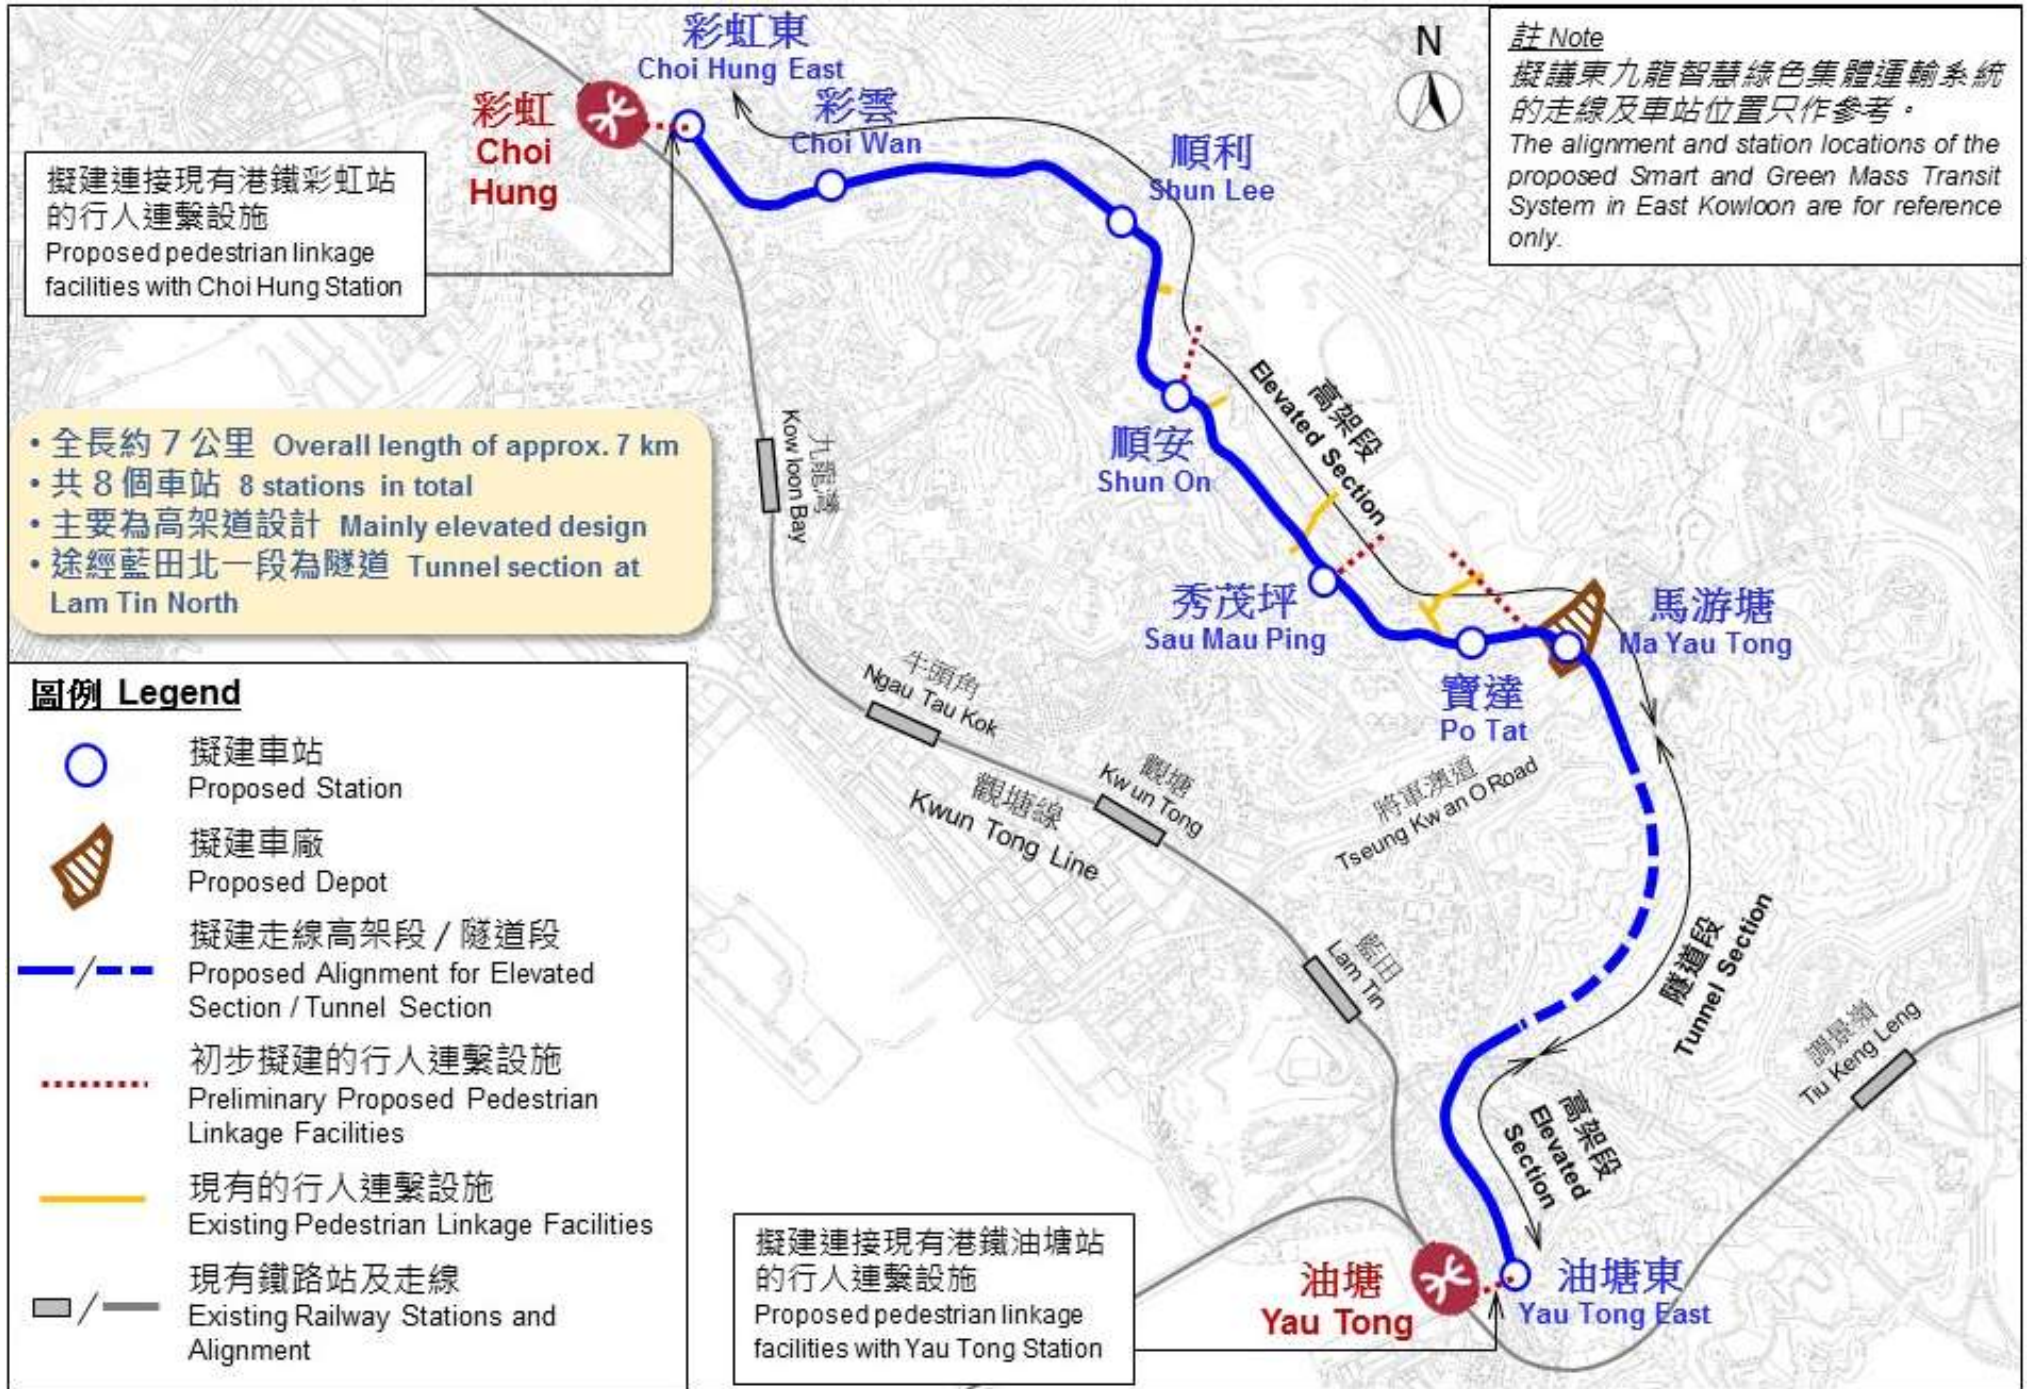 彩虹東
Choi Hung East
彩虹
Choi
Hung
彩雲
Choi Wan
順利
Shun Lee
N
註 Note
擬議東九龍智慧綠色集體運輸系統
的走線及車站位置只作參考。
The alignment and station locations of the
proposed Smart and Green Mass Transit
System in East Kowloon are for reference
only.
擬建連接現有港鐵彩虹站
的行人連繫設施
Proposed pedestrian linkage
facilities with Choi Hung Station
高架段
Elevated Section
順安
Shun On
九龍灣
Kowloon Bay
• 全長約 7 公里 Overall length of approx. 7 km
• 共 8 個車站 8 stations in total
• 主要為高架道設計 Mainly elevated design
• 途經藍田北一段為隧道 Tunnel section at
Lam Tin North
秀茂坪
Sau Mau Ping
馬游塘
Ma Yau Tong
寶達
Po Tat
牛頭角
Ngau Tau Kok
觀塘
Kwun Tong
觀塘線
Kwun Tong Line
將軍澳道
Tseung Kwan O Road
藍田
Lam Tin
隧道段
Tunnel Section
調景嶺
Tiu Keng Leng
高架段
Elevated
Section
圖例 Legend
擬建車站
Proposed Station
擬建車廠
Proposed Depot
擬建走線高架段 / 隧道段
Proposed Alignment for Elevated
Section / Tunnel Section
初步擬建的行人連繫設施
Preliminary Proposed Pedestrian
Linkage Facilities
現有的行人連繫設施
Existing Pedestrian Linkage Facilities
現有鐵路站及走線
Existing Railway Stations and
Alignment
擬建連接現有港鐵油塘站
的行人連繫設施
Proposed pedestrian linkage
facilities with Yau Tong Station
油塘
Yau Tong
油塘東
Yau Tong East